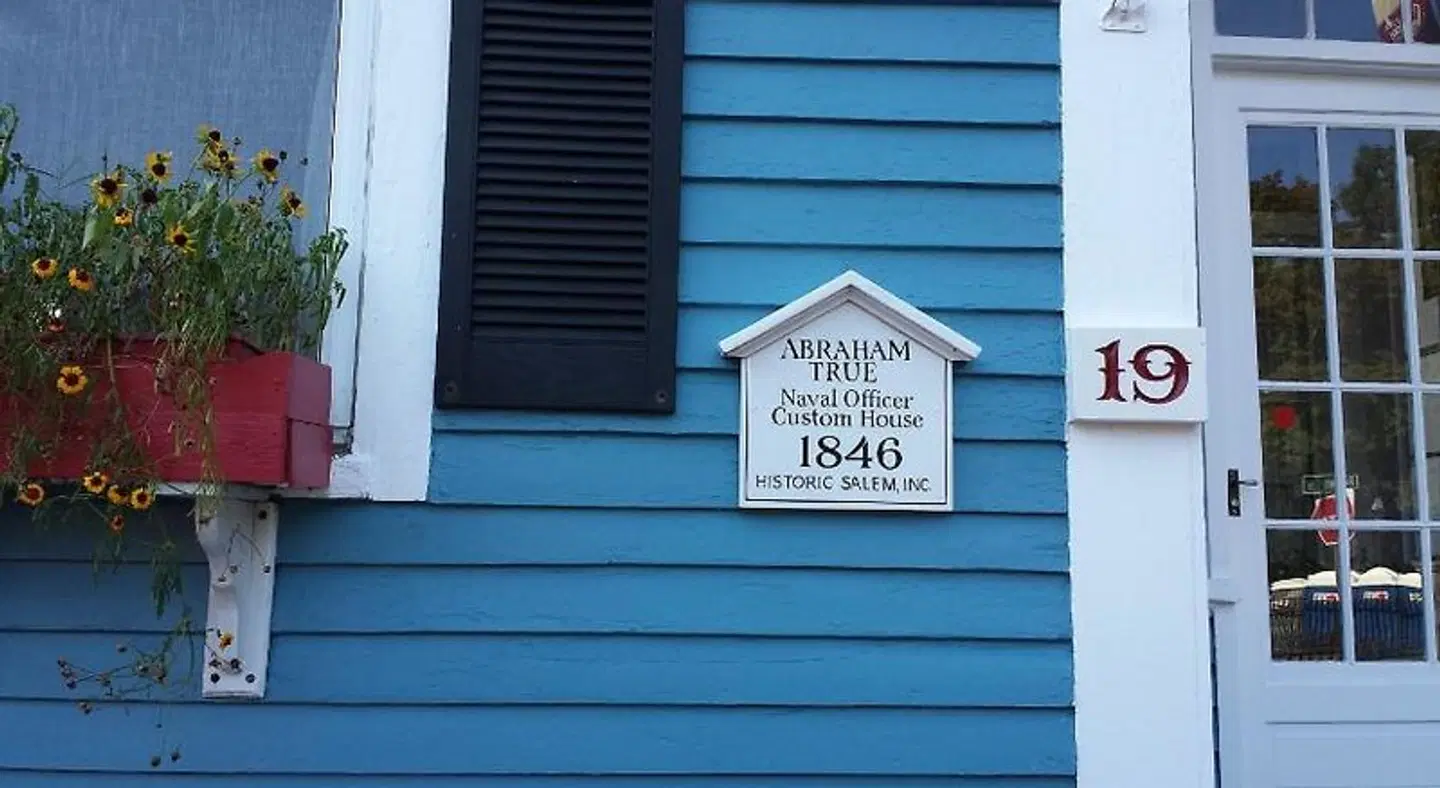 ABRAHAM
TRUE
Naval Officer
Custom House
1846
HISTORIC SALEM, INC.
19